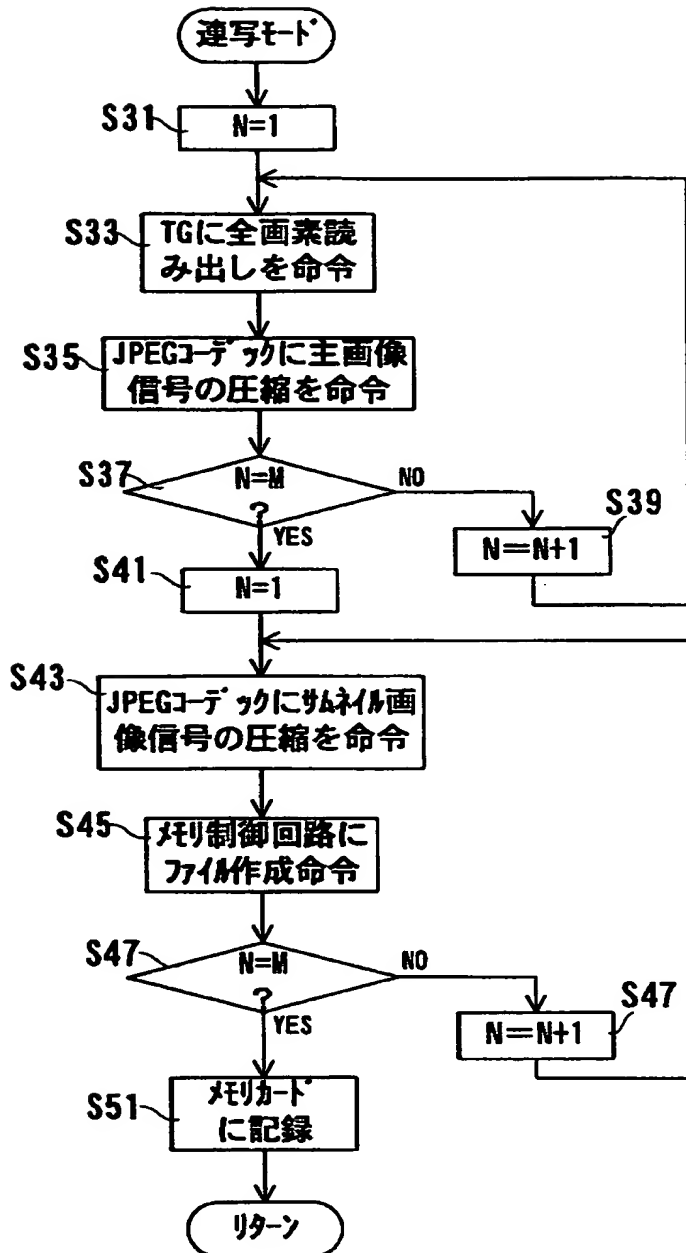 連写モード
S31
N=1
S33
TGに全画素読
み出しを命令
S35
JPEGコーデックに主画像
信号の圧縮を命令
S37
N=M
?
NO
YES
S39
N=N+1
S41
N=1
S43
JPEGコーデックにサムネイル画
像信号の圧縮を命令
S45
メモリ制御回路に
ファイル作成命令
S47
N=M
?
NO
YES
S47
N=N+1
S51
メモリカード
に記録
リターン